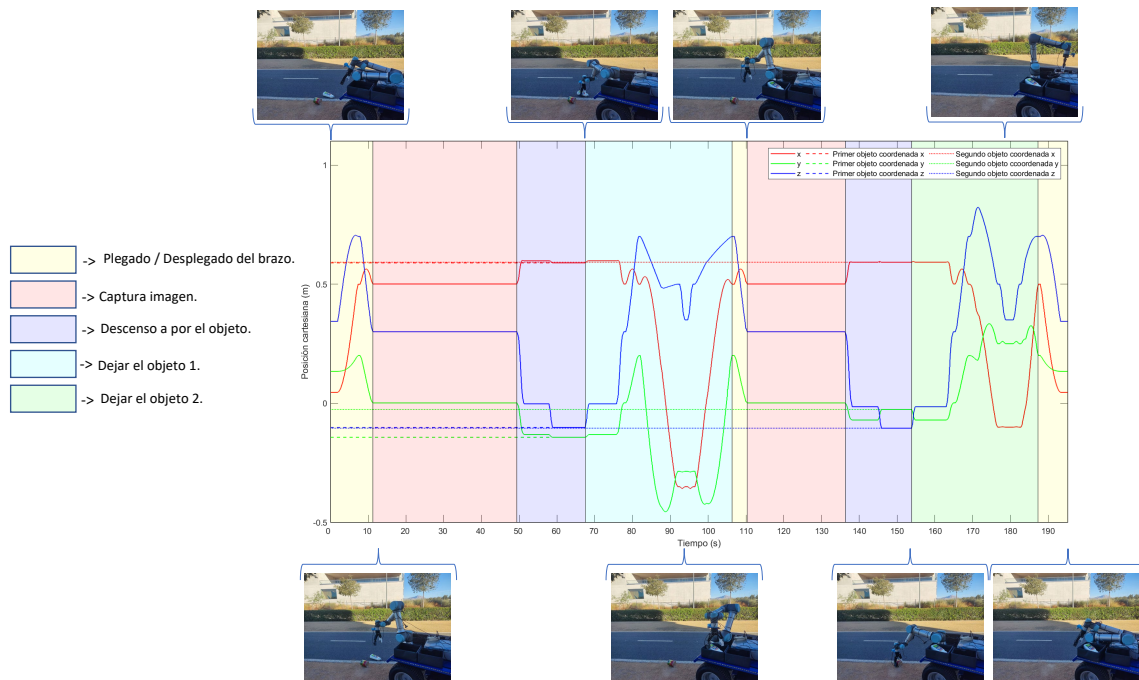 x
Primer objeto coordenada x
Segundo objeto coordenada x
y
Primer objeto coordenada y
Segundo objeto ccoordenada y
z
Primer objeto coordenada z
Segundo objeto coordenada z
-> Plegado / Desplegado del brazo.
-> Captura imagen.
-> Descenso a por el objeto.
-> Dejar el objeto 1.
-> Dejar el objeto 2.
Posición cartesiana (m)
1
0.5
0
-0.5
0 10 20 30 40 50 60 70 80 90 100 110 120 130 140 150 160 170 180 190
Tiempo (s)